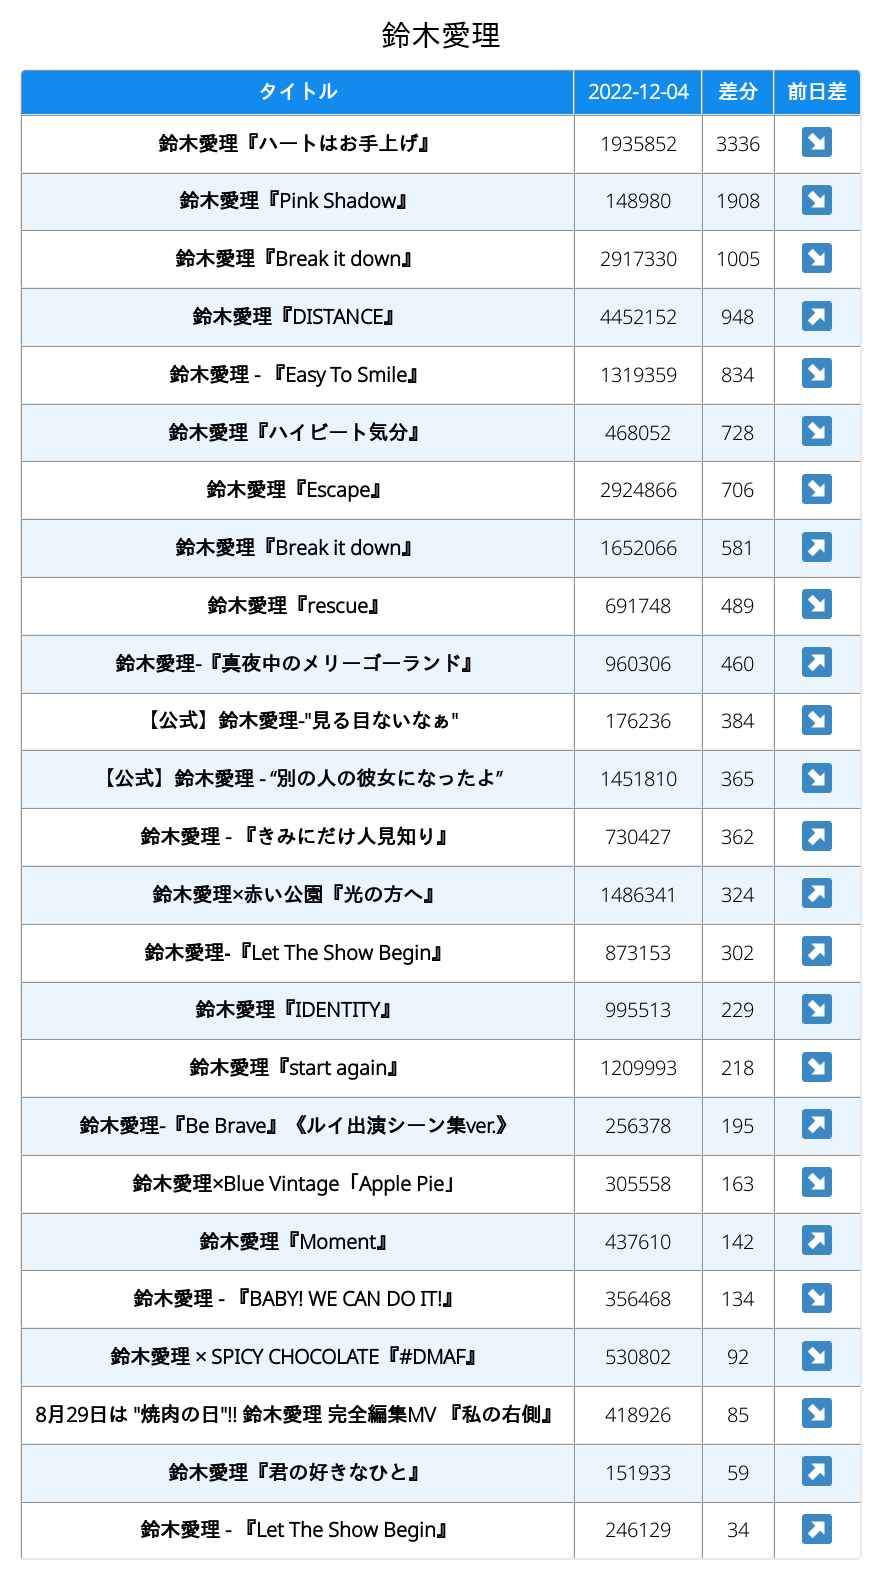 鈴木愛理
タイトル 2022-12-04 差分 前日差
鈴木愛理『ハートはお手上げ』 1935852 3336 ↘
鈴木愛理『Pink Shadow』 148980 1908 ↘
鈴木愛理『Break it down』 2917330 1005 ↘
鈴木愛理『DISTANCE』 4452152 948 ↗
鈴木愛理 - 『Easy To Smile』 1319359 834 ↘
鈴木愛理『ハイビート気分』 468052 728 ↘
鈴木愛理『Escape』 2924866 706 ↘
鈴木愛理『Break it down』 1652066 581 ↗
鈴木愛理『rescue』 691748 489 ↘
鈴木愛理-『真夜中のメリーゴーランド』 960306 460 ↗
【公式】鈴木愛理-"見る目ないなぁ" 176236 384 ↘
【公式】鈴木愛理 - “別の人の彼女になったよ” 1451810 365 ↘
鈴木愛理 - 『きみにだけ人見知り』 730427 362 ↗
鈴木愛理×赤い公園『光の方へ』 1486341 324 ↗
鈴木愛理-『Let The Show Begin』 873153 302 ↗
鈴木愛理『IDENTITY』 995513 229 ↘
鈴木愛理『start again』 1209993 218 ↘
鈴木愛理-『Be Brave』《ルイ出演シーン集ver.》 256378 195 ↗
鈴木愛理×Blue Vintage「Apple Pie」 305558 163 ↘
鈴木愛理『Moment』 437610 142 ↗
鈴木愛理 - 『BABY! WE CAN DO IT!』 356468 134 ↘
鈴木愛理 × SPICY CHOCOLATE『#DMAF』 530802 92 ↘
8月29日は "焼肉の日"!! 鈴木愛理 完全編集MV 『私の右側』 418926 85 ↘
鈴木愛理『君の好きなひと』 151933 59 ↗
鈴木愛理 - 『Let The Show Begin』 246129 34 ↗